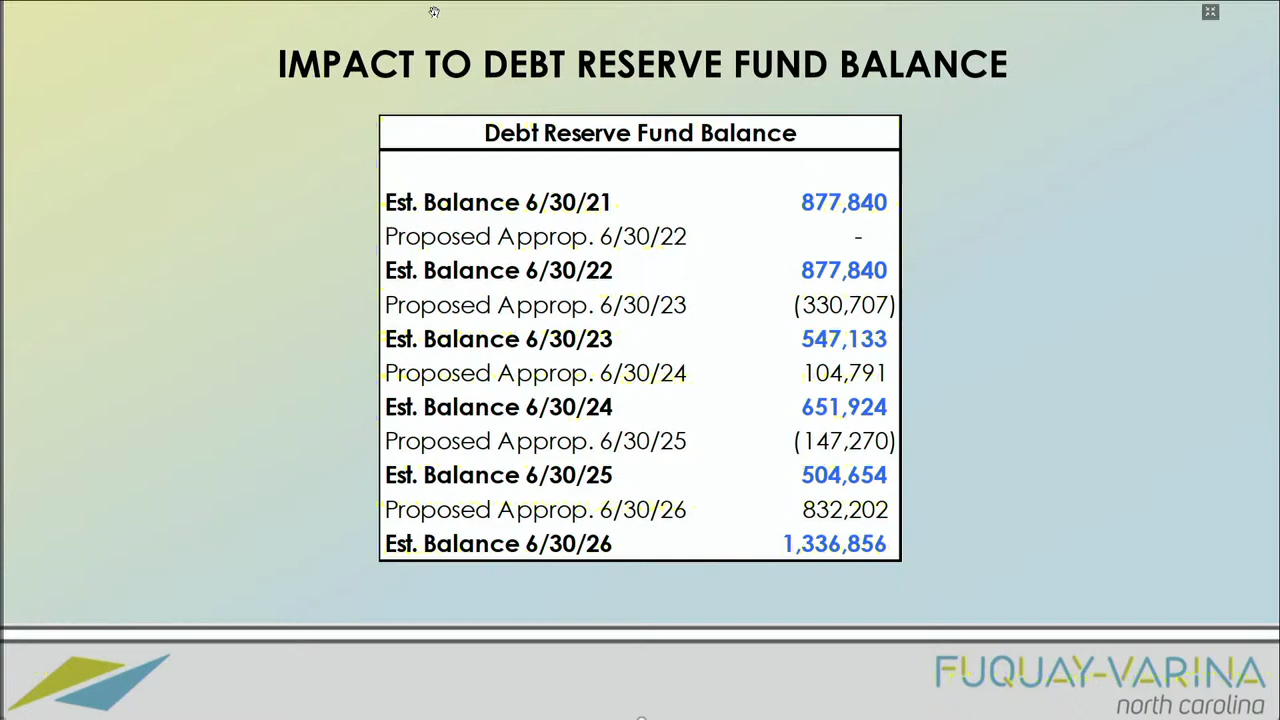 IMPACT TO DEBT RESERVE FUND BALANCE
Debt Reserve Fund Balance
Est. Balance 6/30/21 877,840
Proposed Approp. 6/30/22 -
Est. Balance 6/30/22 877,840
Proposed Approp. 6/30/23 (330,707)
Est. Balance 6/30/23 547,133
Proposed Approp. 6/30/24 104,791
Est. Balance 6/30/24 651,924
Proposed Approp. 6/30/25 (147,270)
Est. Balance 6/30/25 504,654
Proposed Approp. 6/30/26 832,202
Est. Balance 6/30/26 1,336,856
FUQUAY-VARINA
north carolina